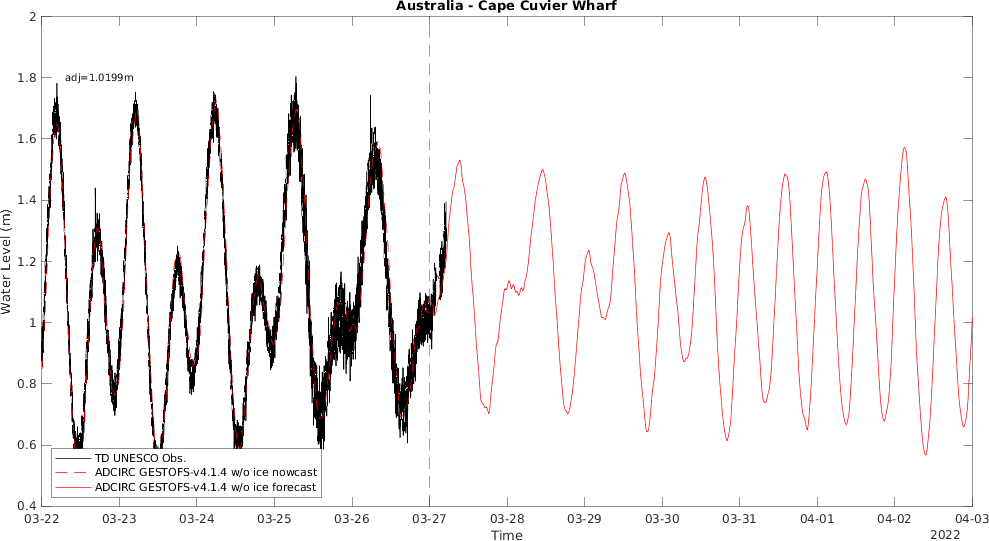 Australia - Cape Cuvier Wharf
adj=1.0199m
Water Level (m)
2
1.8
1.6
1.4
1.2
1
0.8
0.6
0.4
TD UNESCO Obs.
ADCIRC GESTOFS-v4.1.4 w/o ice nowcast
ADCIRC GESTOFS-v4.1.4 w/o ice forecast
03-22 03-23 03-24 03-25 03-26 03-27 03-28 03-29 03-30 03-31 04-01 04-02 04-03
Time
2022